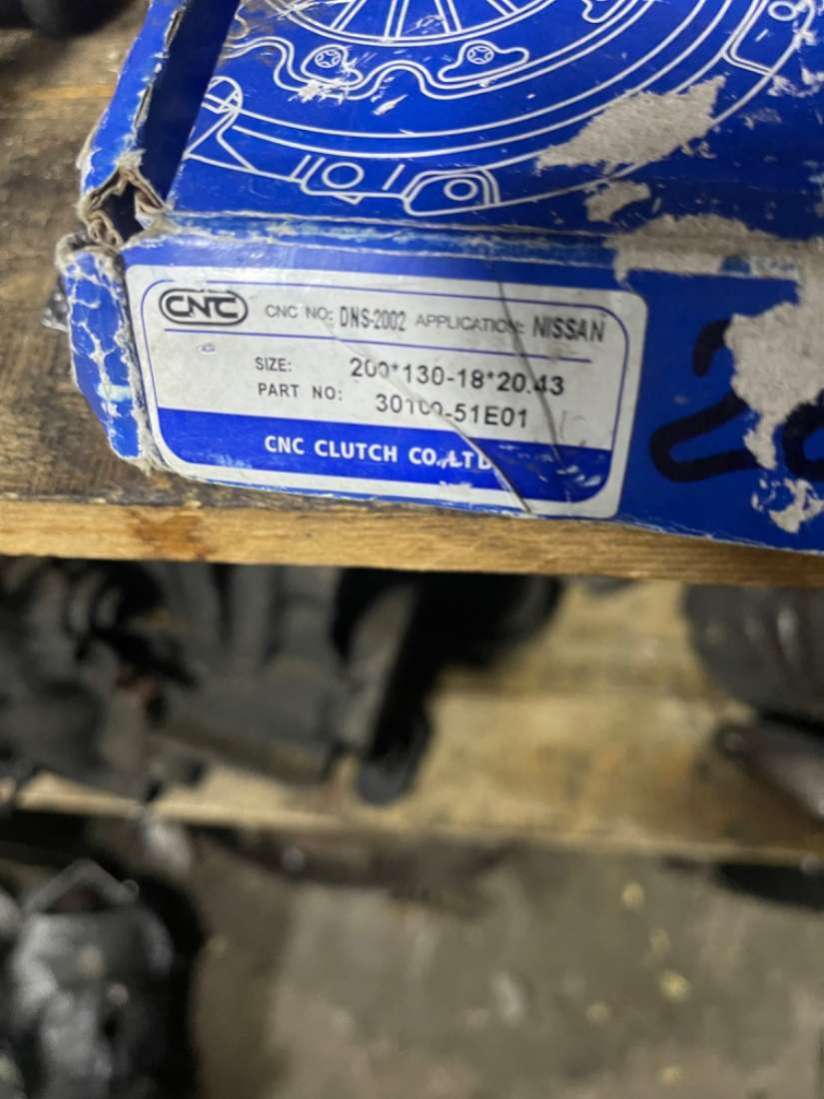 CNC CNC NO: DNS-2002 APPLICATION: NISSAN
SIZE: 200*130-18*20.43
PART NO: 30100-51E01
CNC CLUTCH CO.,LTD